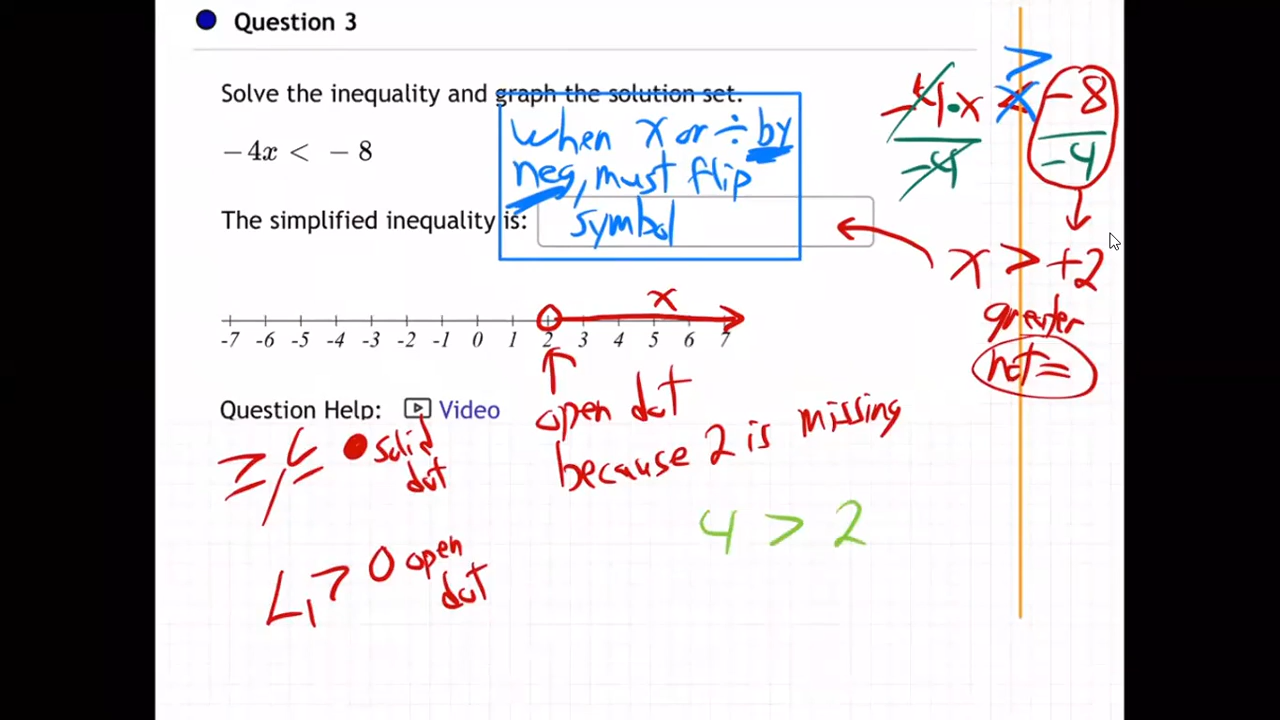 Question 3
Solve the inequality and graph the solution set.
−4x < −8
The simplified inequality is:
When x or ÷ by
neg, must flip
symbol
>
-4•x < -8
-4 -4
x > +2
greater
not =
x
-7 -6 -5 -4 -3 -2 -1 0 1 2 3 4 5 6 7
Question Help: Video
open dot
because 2 is missing
≥, ≤ solid
dot
4 > 2
<, > open
dot